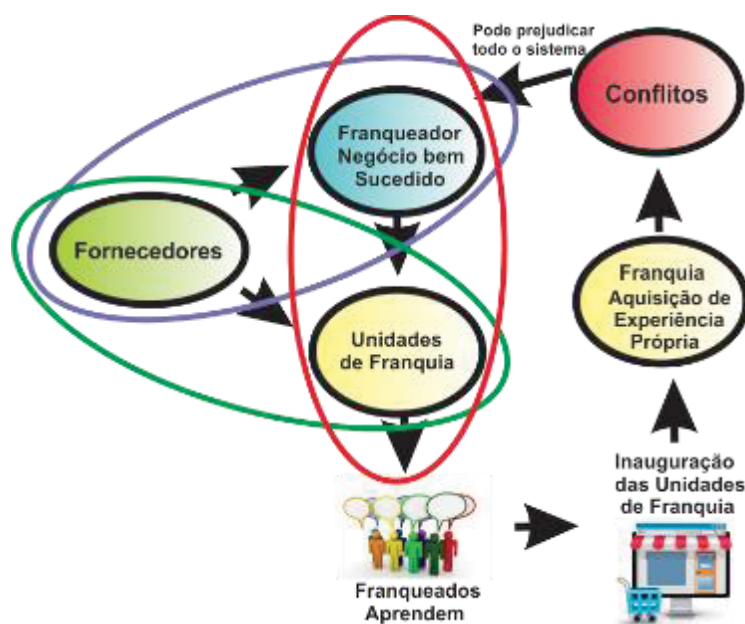 Pode prejudicar
todo o sistema
Conflitos
Franqueador
Negócio bem
Sucedido
Fornecedores
Unidades
de Franquia
Franquia
Aquisição de
Experiência
Própria
Inauguração
das Unidades
de Franquia
Franqueados
Aprendem